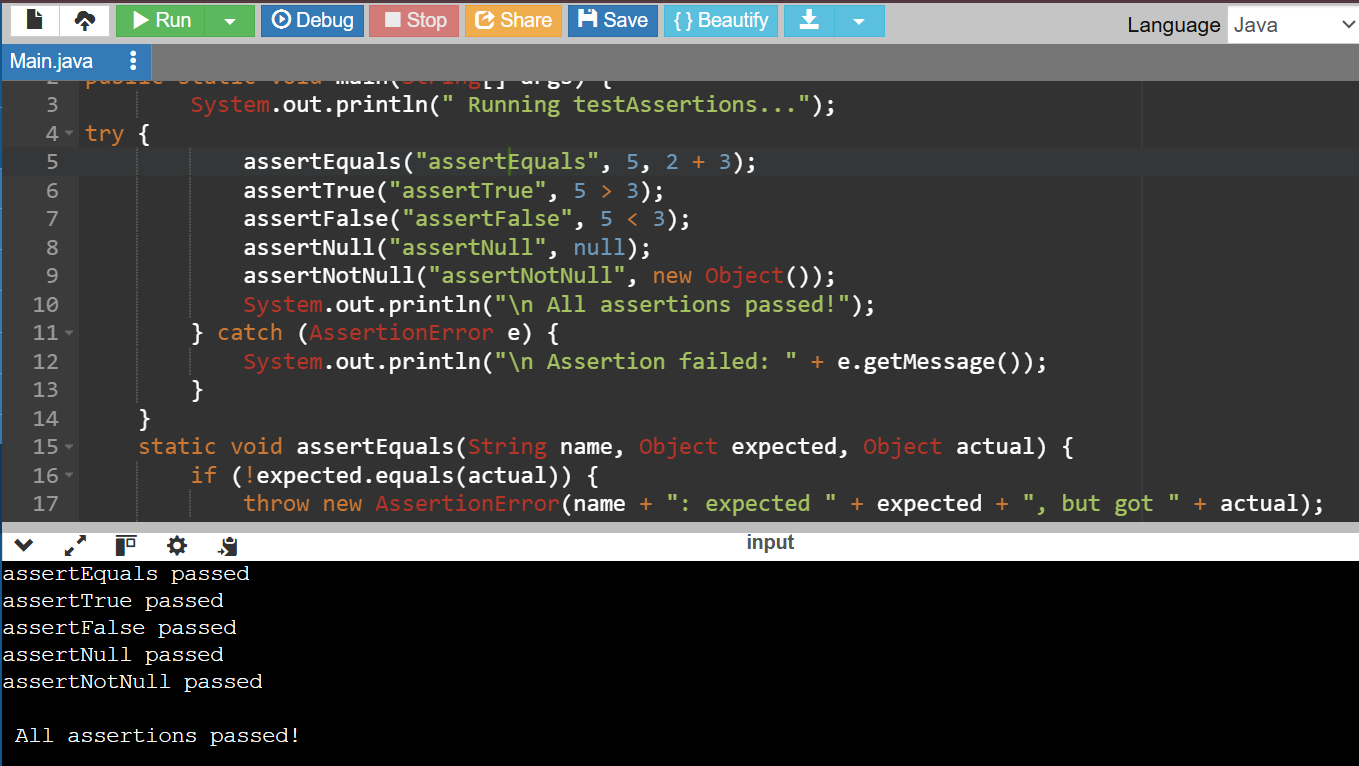 Run Debug Stop Share Save { } Beautify Language Java
Main.java
2 public static void main(String[] args) {
3 System.out.println(" Running testAssertions...");
4 try {
5 assertEquals("assertEquals", 5, 2 + 3);
6 assertTrue("assertTrue", 5 > 3);
7 assertFalse("assertFalse", 5 < 3);
8 assertNull("assertNull", null);
9 assertNotNull("assertNotNull", new Object());
10 System.out.println("\n All assertions passed!");
11 } catch (AssertionError e) {
12 System.out.println("\n Assertion failed: " + e.getMessage());
13 }
14 }
15 static void assertEquals(String name, Object expected, Object actual) {
16 if (!expected.equals(actual)) {
17 throw new AssertionError(name + ": expected " + expected + ", but got " + actual);
input
assertEquals passed
assertTrue passed
assertFalse passed
assertNull passed
assertNotNull passed
All assertions passed!